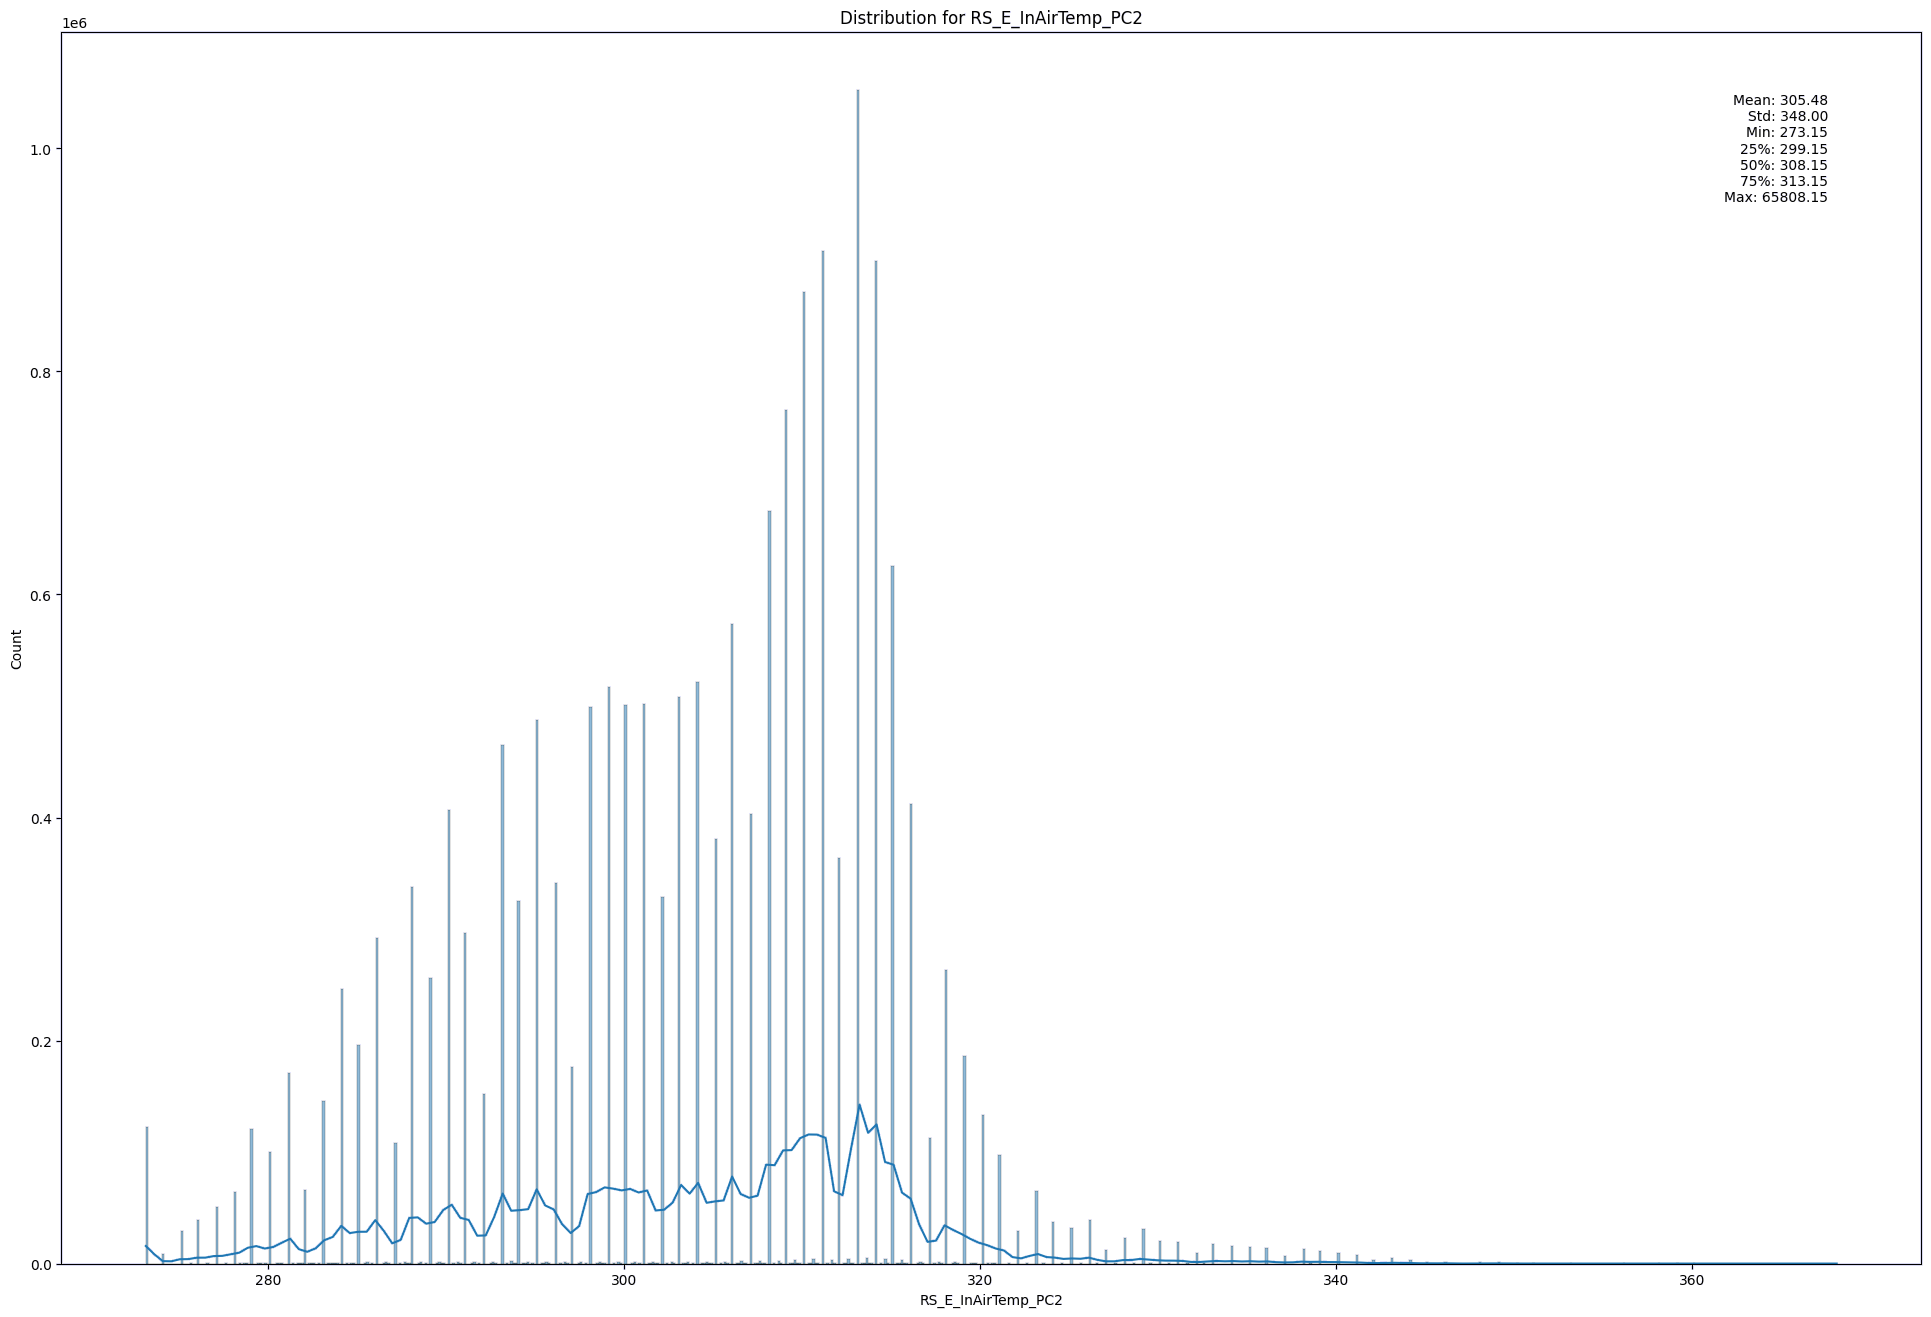 Distribution for RS_E_InAirTemp_PC2
1e6
Mean: 305.48
Std: 348.00
Min: 273.15
25%: 299.15
50%: 308.15
75%: 313.15
Max: 65808.15
1.0
0.8
0.6
0.4
0.2
0.0
Count
280 300 320 340 360
RS_E_InAirTemp_PC2